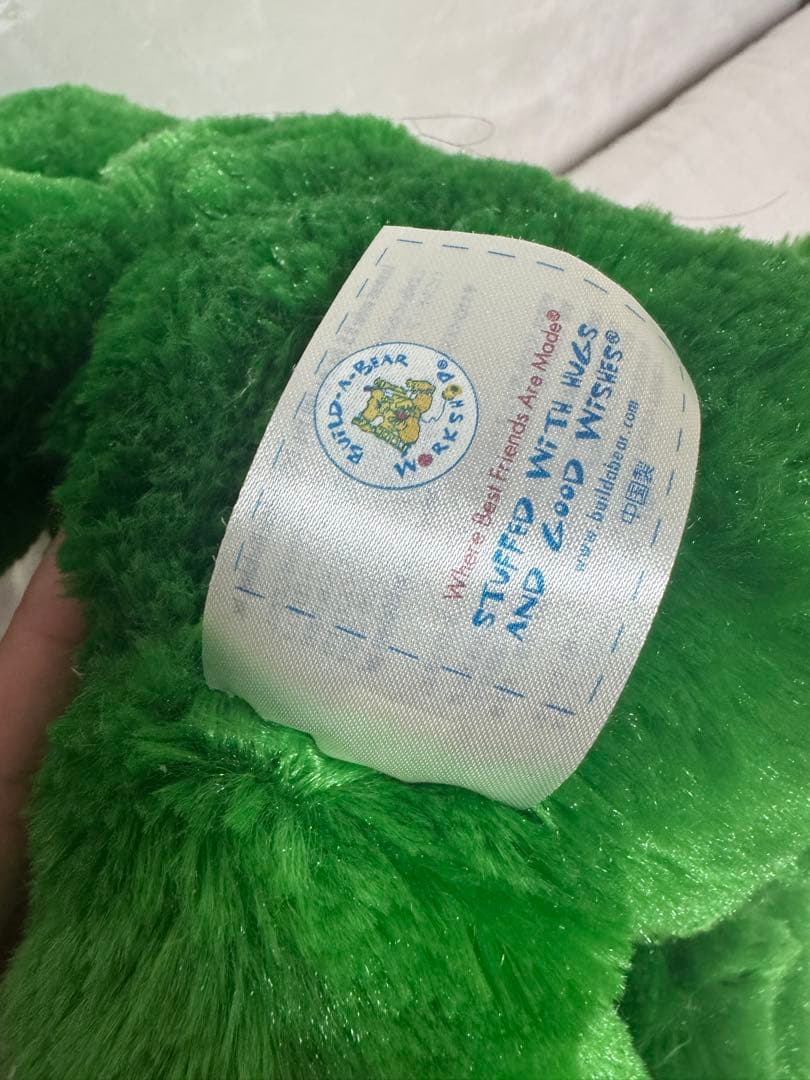 BUILD-A-BEAR
WORKSHOP®
Where Best Friends Are Made®
STUFFED WITH HUGS
AND GOOD WISHES®
www.buildabear.com
中国製